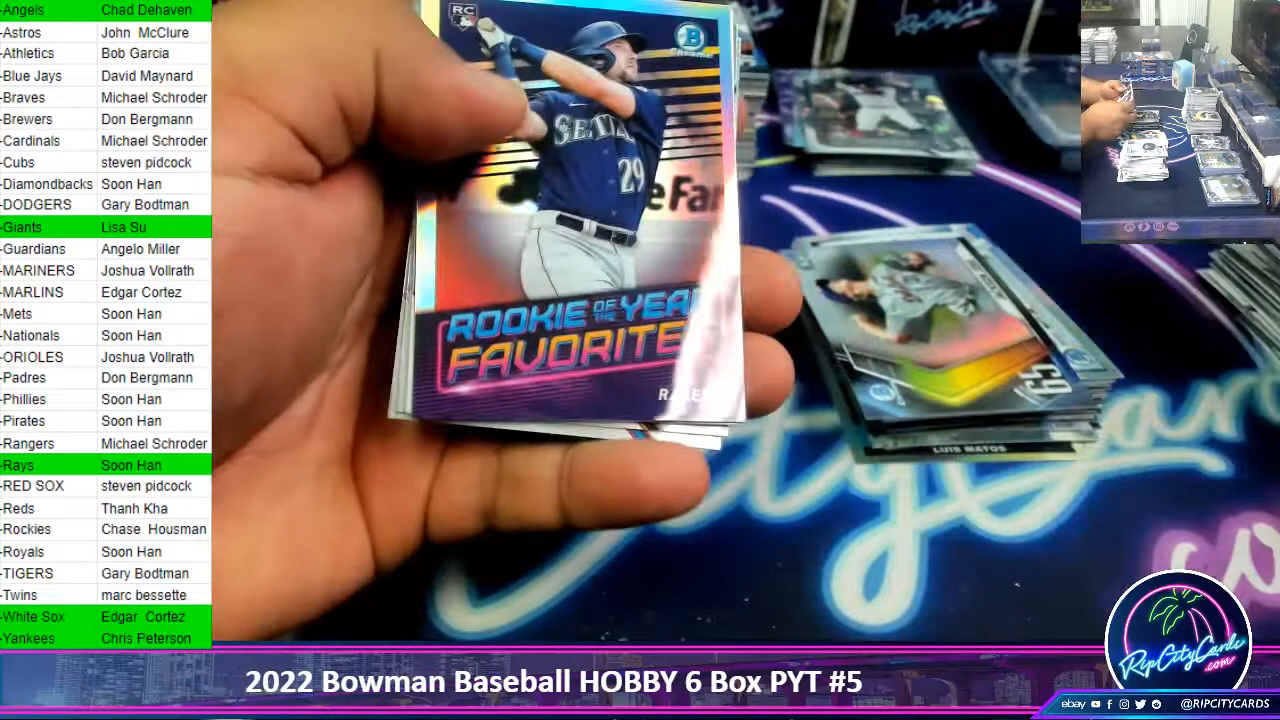 -Angels Chad Dehaven
-Astros John McClure
-Athletics Bob Garcia
-Blue Jays David Maynard
-Braves Michael Schroder
-Brewers Don Bergmann
-Cardinals Michael Schroder
-Cubs steven pidcock
-Diamondbacks Soon Han
-DODGERS Gary Bodtman
-Giants Lisa Su
-Guardians Angelo Miller
-MARINERS Joshua Vollrath
-MARLINS Edgar Cortez
-Mets Soon Han
-Nationals Soon Han
-ORIOLES Joshua Vollrath
-Padres Don Bergmann
-Phillies Soon Han
-Pirates Soon Han
-Rangers Michael Schroder
-Rays Soon Han
-RED SOX steven pidcock
-Reds Thanh Kha
-Rockies Chase Housman
-Royals Soon Han
-TIGERS Gary Bodtman
-Twins marc bessette
-White Sox Edgar Cortez
-Yankees Chris Peterson
RC
B
Chrome
29
ROOKIE OF THE YEAR
FAVORITE
LUIS MATOS
RipCityCards
.com
2022 Bowman Baseball HOBBY 6 Box PYT #5
ebay @RIPCITYCARDS